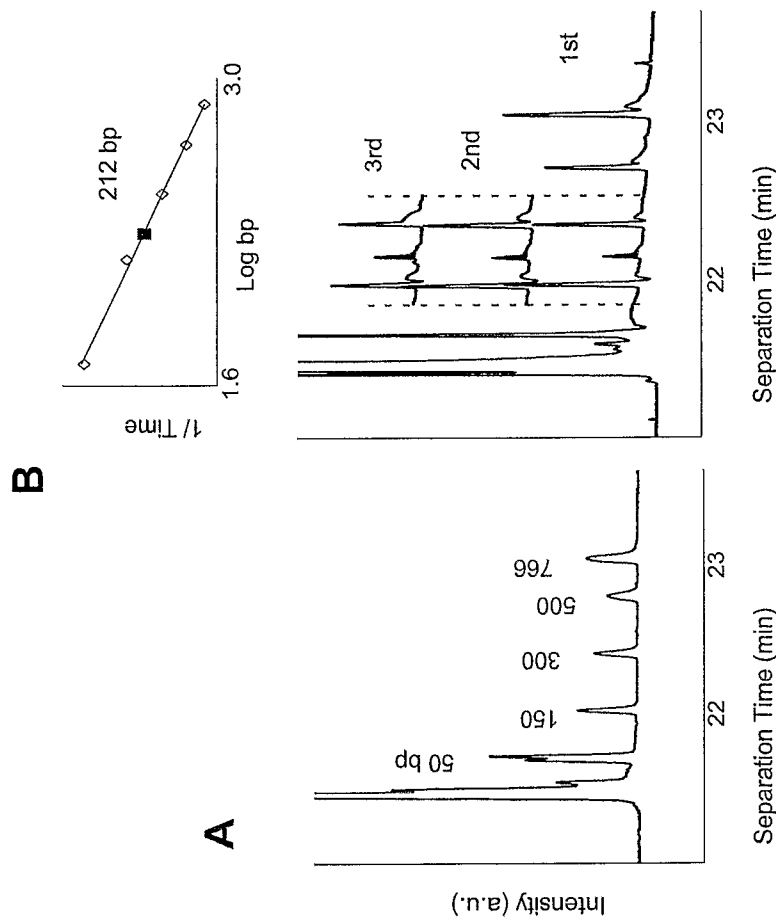 A
Intensity (a.u.)
50 bp
150
300
500
766
22
23
Separation Time (min)
B
1/ Time
212 bp
1.6
3.0
Log bp
3rd
2nd
1st
22
23
Separation Time (min)